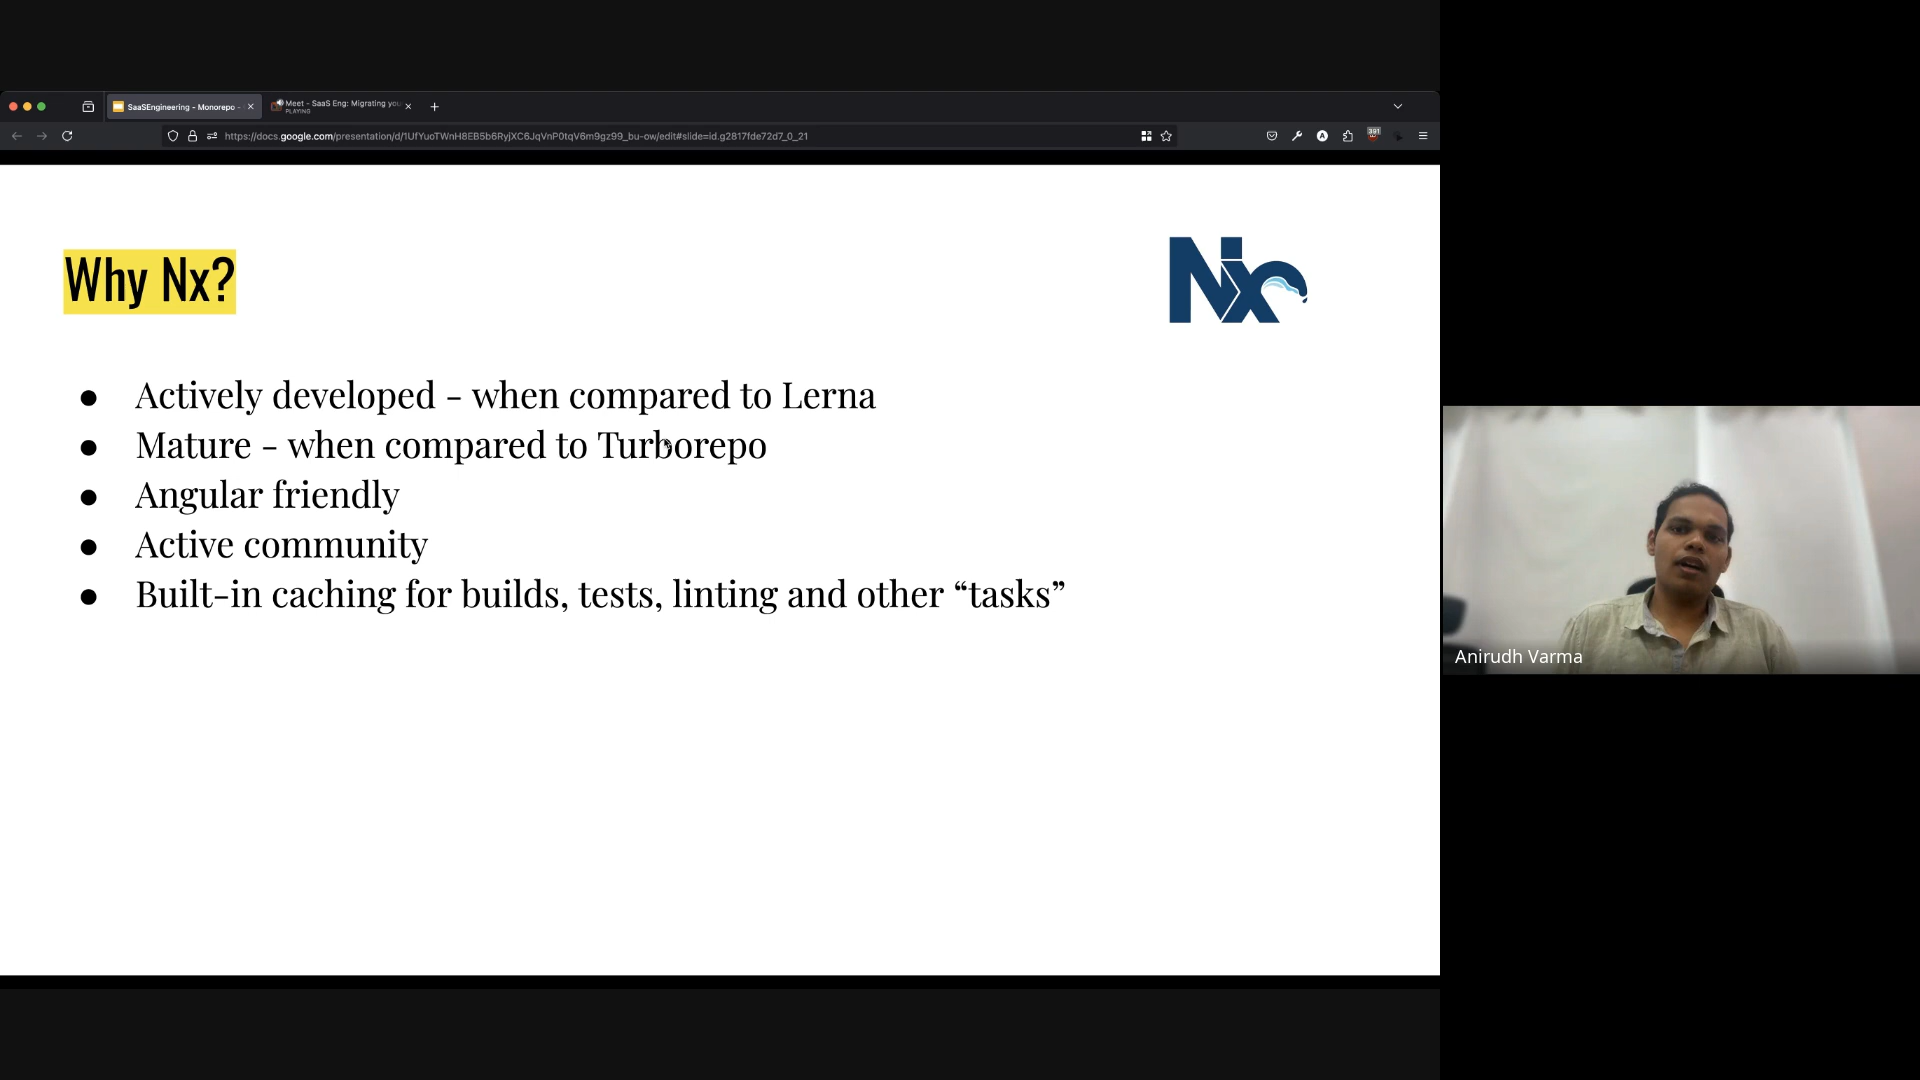 SaaSEngineering - Monorepo -
Meet - SaaS Eng: Migrating you
PLAYING
https://docs.google.com/presentation/d/1UfYuoTWnH8EB5b6RyjXC6JqVnP0tqV6m9gz99_bu-ow/edit#slide=id.g2817fde72d7_0_21
391
Why Nx?
Nx
● Actively developed - when compared to Lerna
● Mature - when compared to Turborepo
● Angular friendly
● Active community
● Built-in caching for builds, tests, linting and other “tasks”
Anirudh Varma